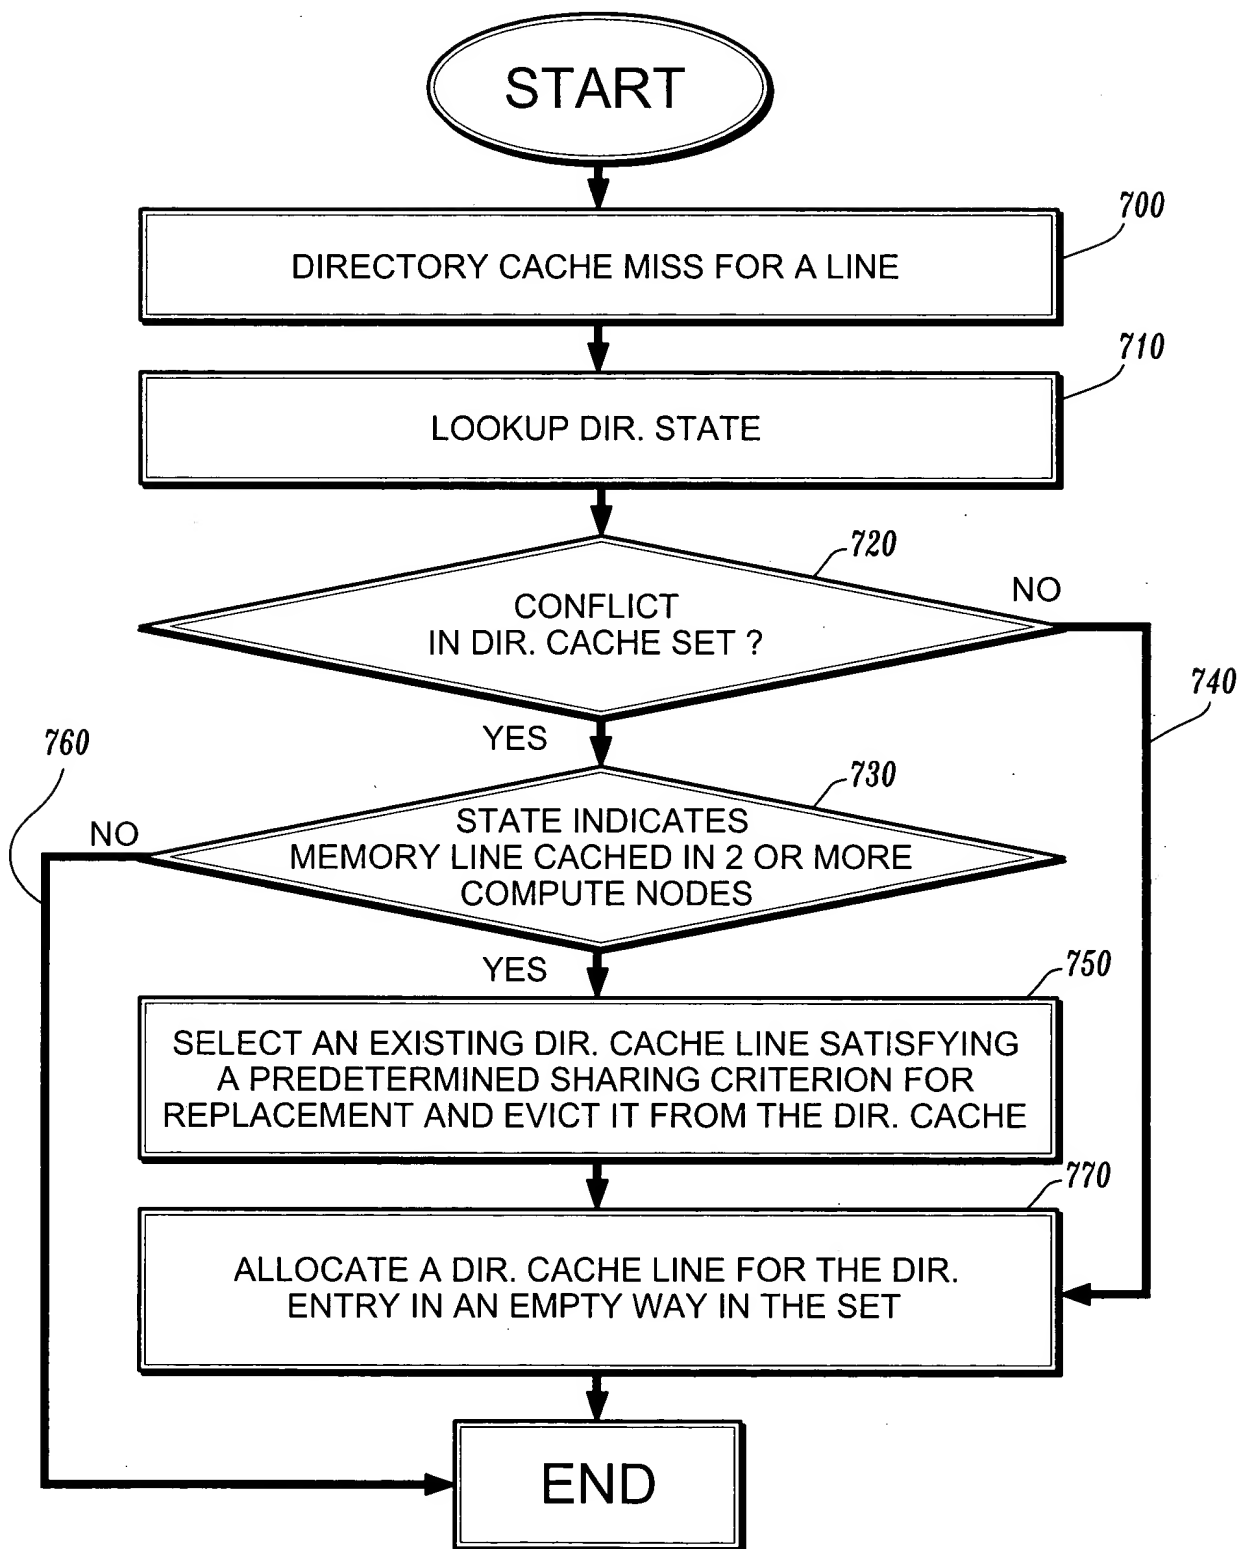 START
700
DIRECTORY CACHE MISS FOR A LINE
710
LOOKUP DIR. STATE
720
CONFLICT
IN DIR. CACHE SET ?
NO
740
YES
760
730
NO
STATE INDICATES
MEMORY LINE CACHED IN 2 OR MORE
COMPUTE NODES
YES
750
SELECT AN EXISTING DIR. CACHE LINE SATISFYING
A PREDETERMINED SHARING CRITERION FOR
REPLACEMENT AND EVICT IT FROM THE DIR. CACHE
770
ALLOCATE A DIR. CACHE LINE FOR THE DIR.
ENTRY IN AN EMPTY WAY IN THE SET
END